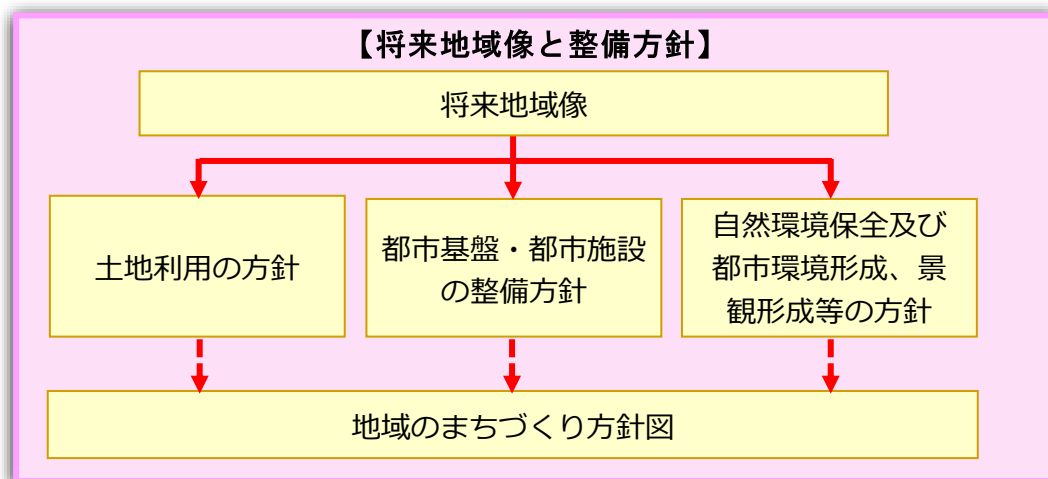 【将来地域像と整備方針】
将来地域像
土地利用の方針
都市基盤・都市施設
の整備方針
自然環境保全及び
都市環境形成、景
観形成等の方針
地域のまちづくり方針図